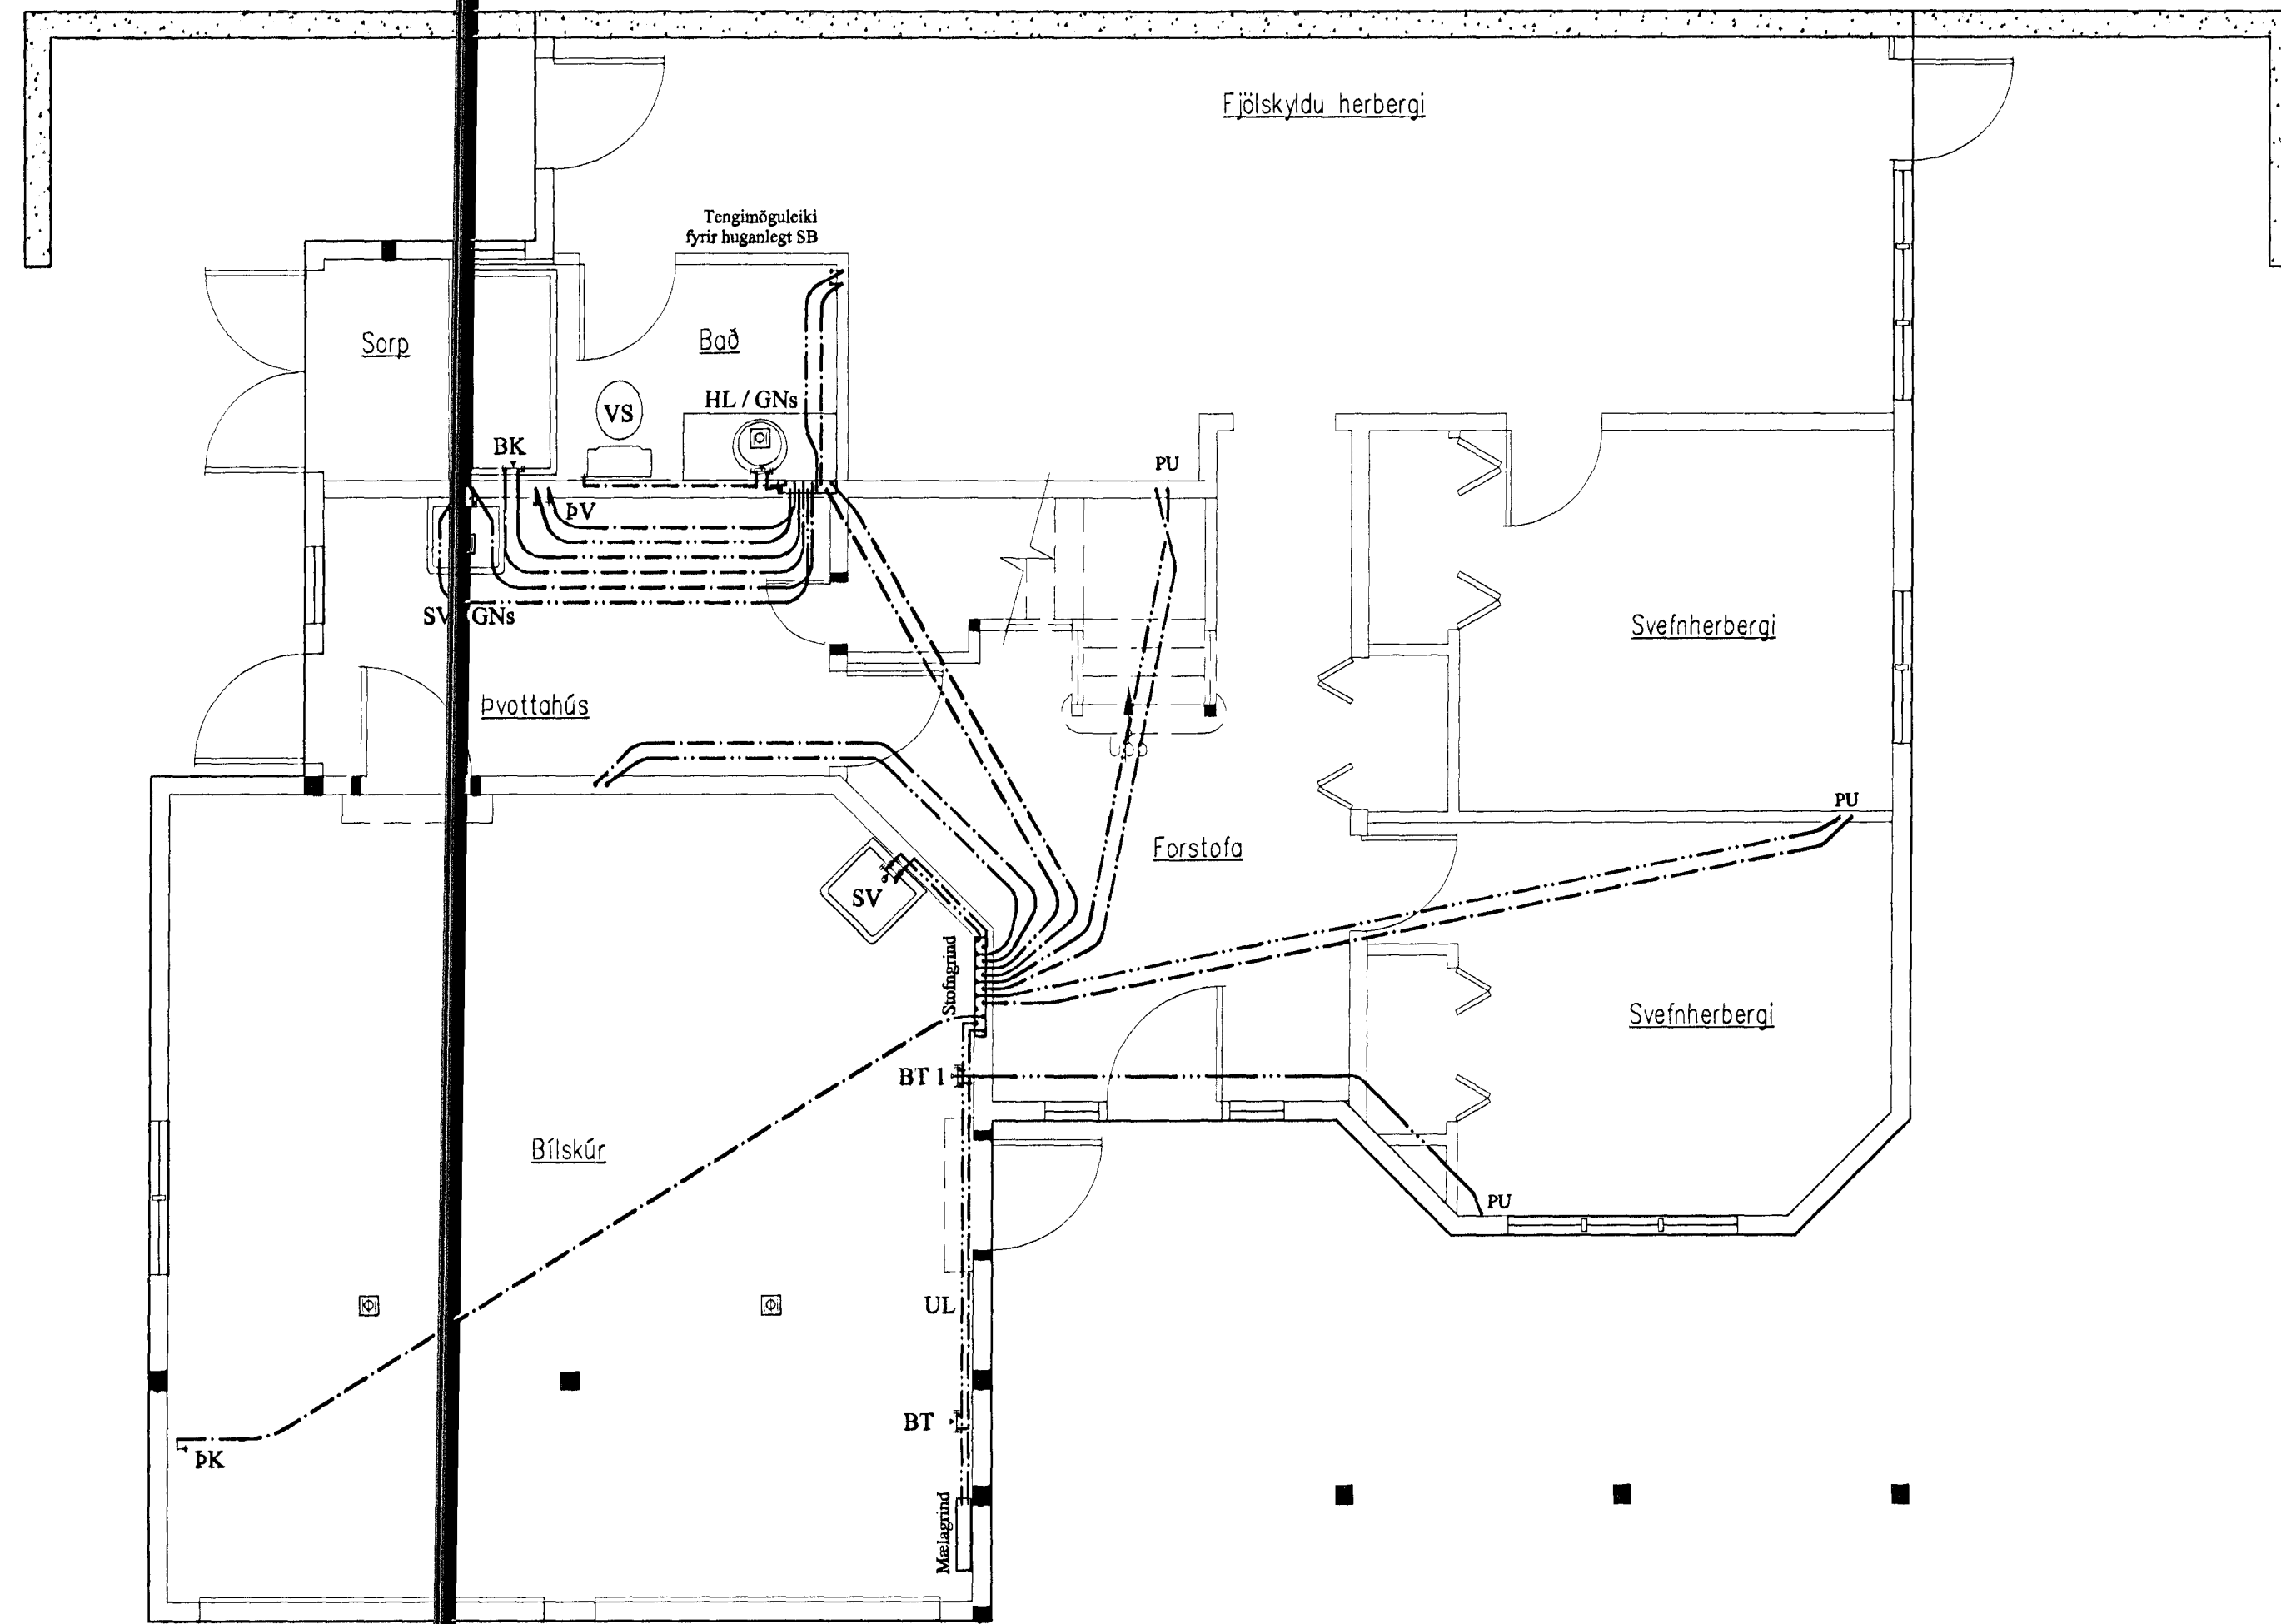 Fjölskyldu herbergi
Tengimöguleiki
fyrir huganlegt SB
Sorp
Bað
VS
HL / GNs
BK
PU
ÞV
SV GNs
Svefnherbergi
Þvottahús
PU
Forstofa
SV
Stofngrind
Svefnherbergi
BT 1
Bílskúr
PU
UL
BT
ÞK
Mælagrind